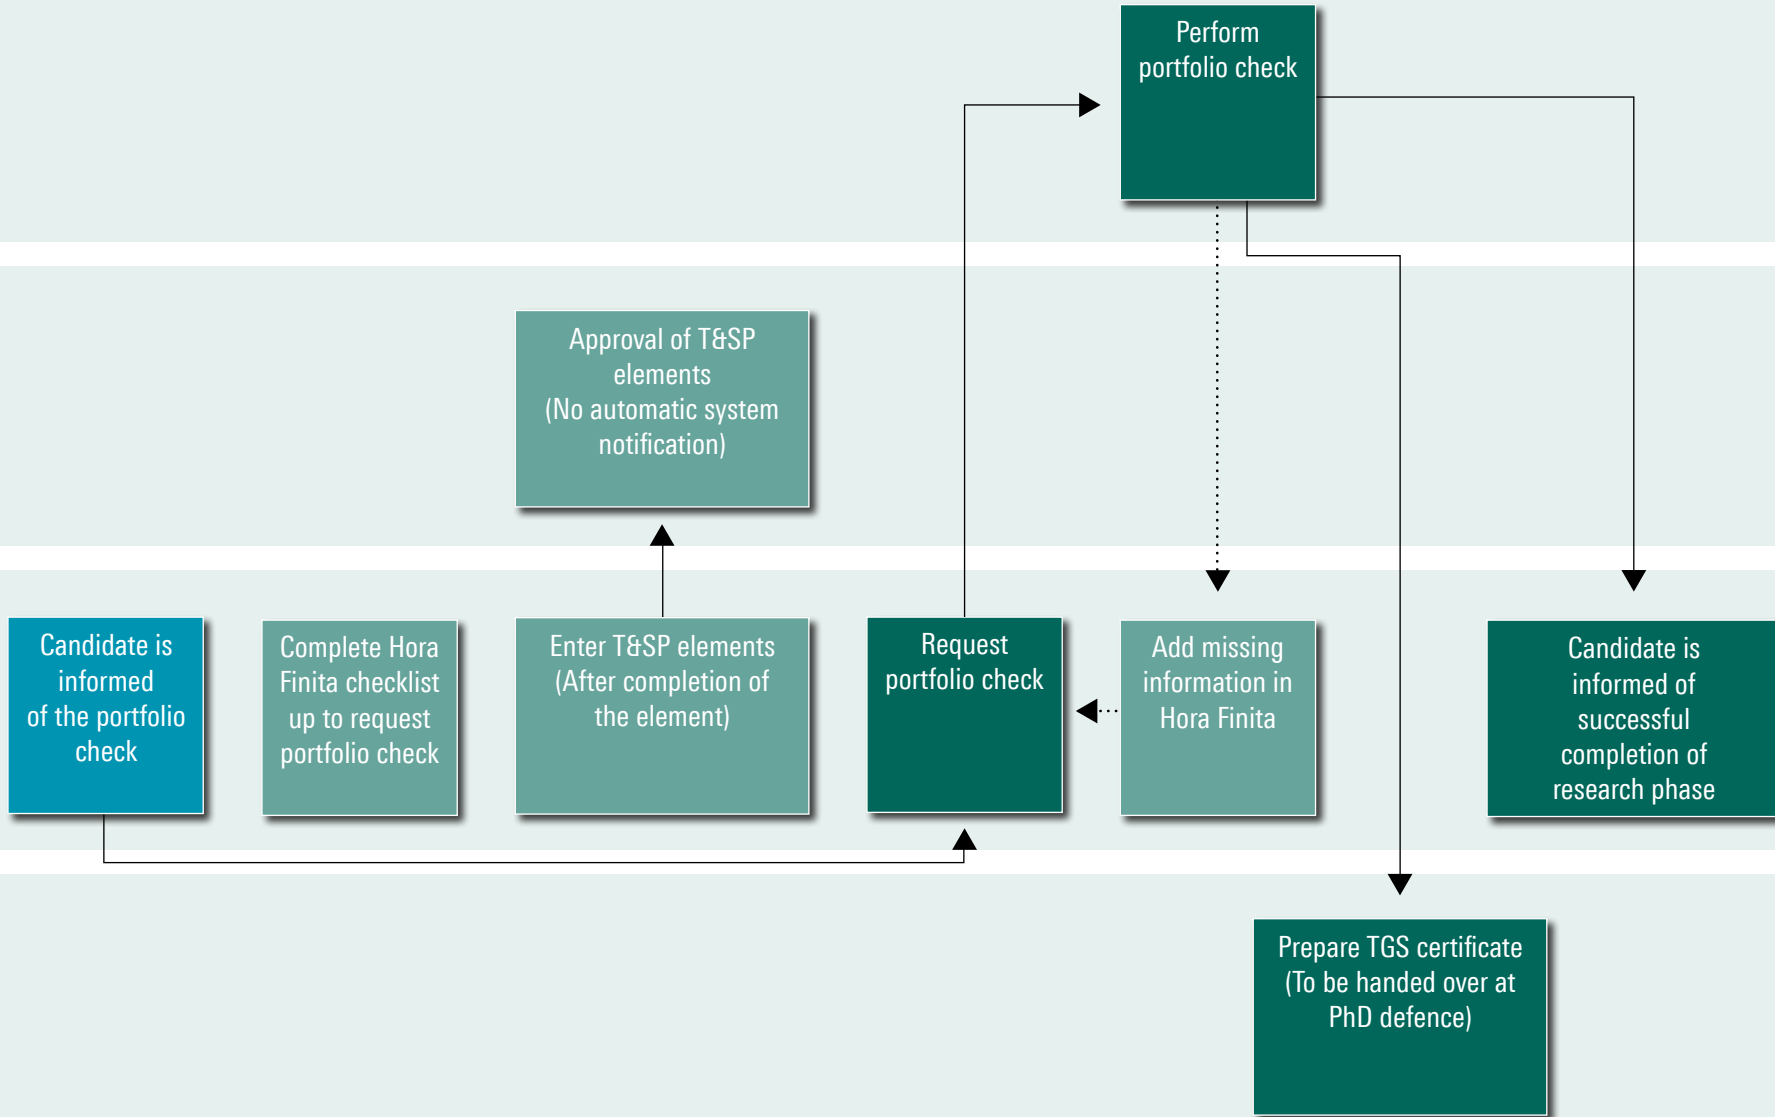 Perform
portfolio check
Approval of T&SP
elements
(No automatic system
notification)
Candidate is
informed
of the portfolio
check
Complete Hora
Finita checklist
up to request
portfolio check
Enter T&SP elements
(After completion of
the element)
Request
portfolio check
Add missing
information in
Hora Finita
Candidate is
informed of
successful
completion of
research phase
Prepare TGS certificate
(To be handed over at
PhD defence)